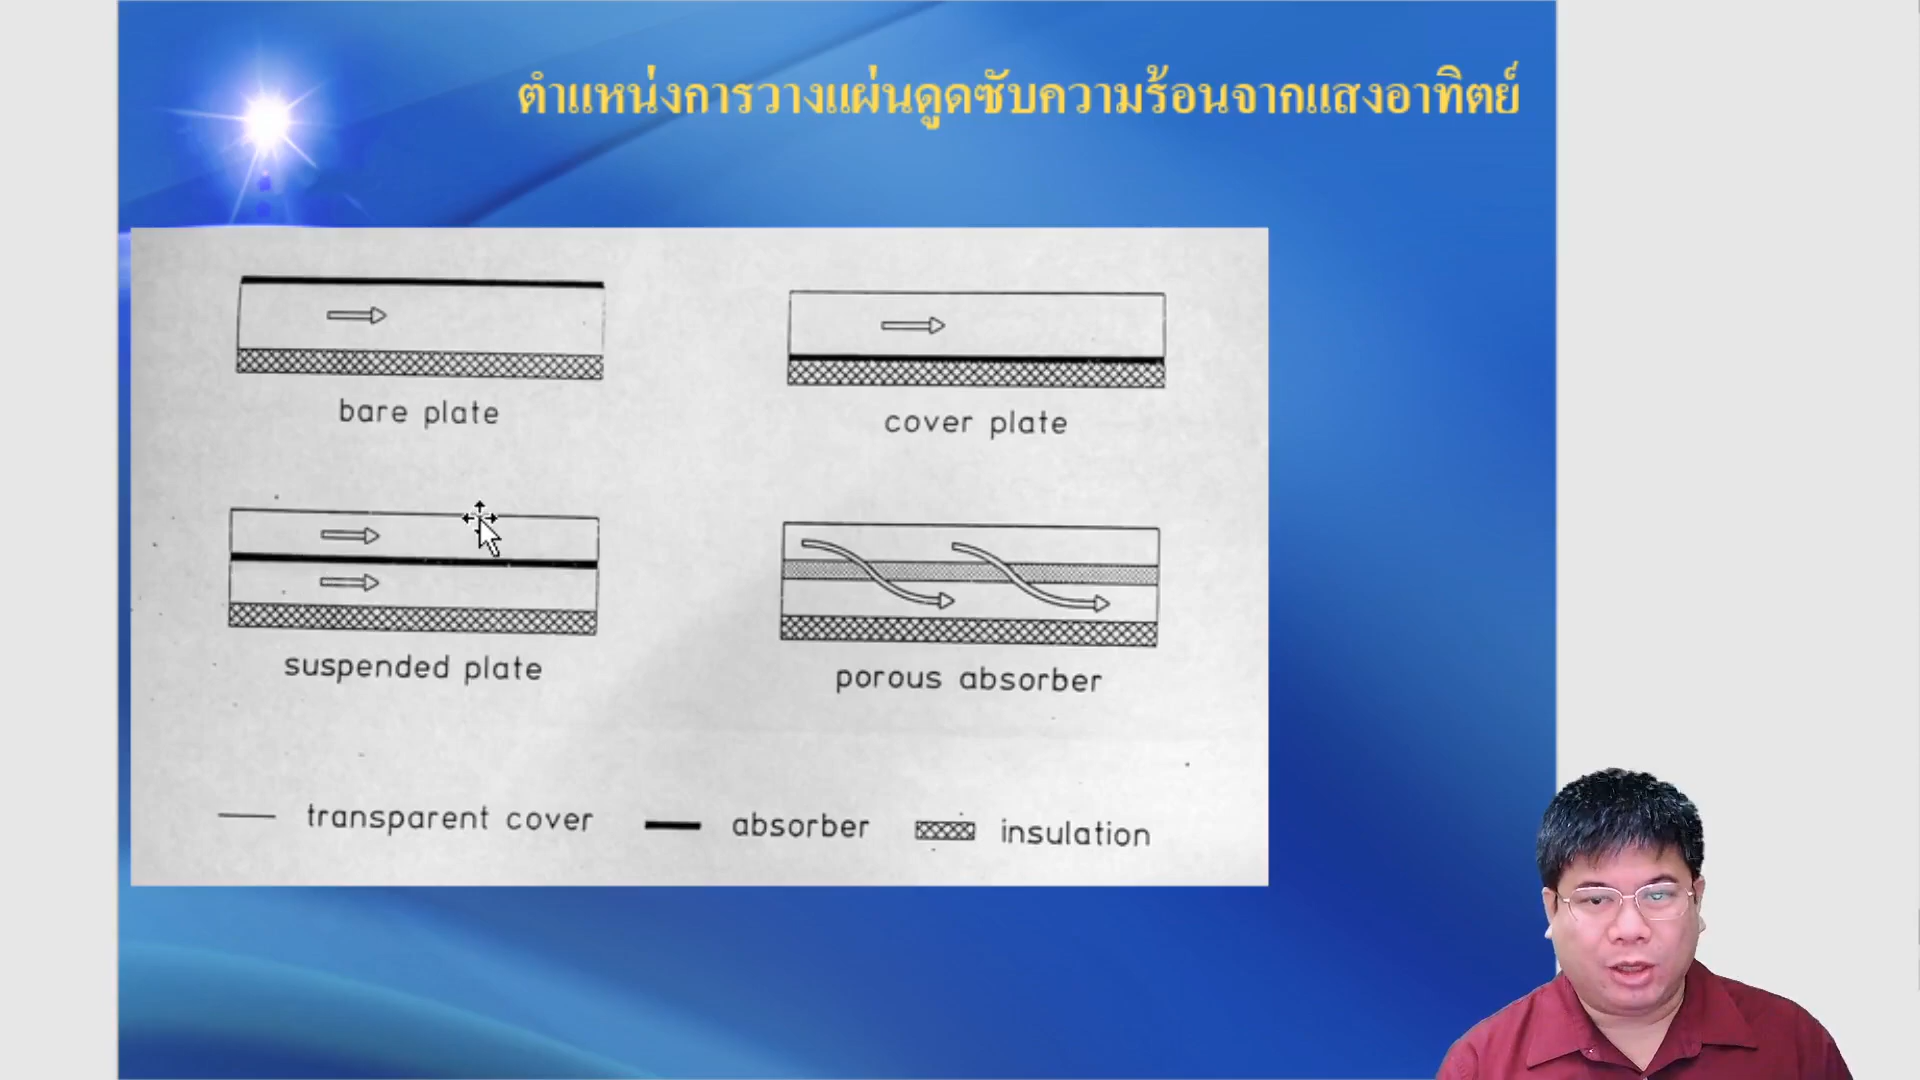 ตำแหน่งการวางแผ่นดูดซับความร้อนจากแสงอาทิตย์
bare plate
cover plate
suspended plate
porous absorber
transparent cover
absorber
insulation